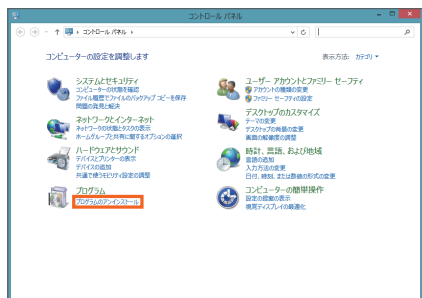 コントロール パネル
コントロール パネル
コンピューターの設定を調整します
表示方法: カテゴリ
システムとセキュリティ
コンピューターの状態を確認
ファイル履歴でファイルのバックアップ コピーを保存
問題の発見と解決
ネットワークとインターネット
ネットワークの状態とタスクの表示
ホームグループと共有に関するオプションの選択
ハードウェアとサウンド
デバイスとプリンターの表示
デバイスの追加
共通で使うモビリティ設定の調整
プログラム
プログラムのアンインストール
ユーザー アカウントとファミリー セーフティ
アカウントの種類の変更
ファミリー セーフティの設定
デスクトップのカスタマイズ
テーマの変更
デスクトップの背景の変更
画面の解像度の調整
時計、言語、および地域
言語の追加
入力方法の変更
日付、時刻、または数値の形式の変更
コンピューターの簡単操作
設定の提案の表示
視覚ディスプレイの最適化